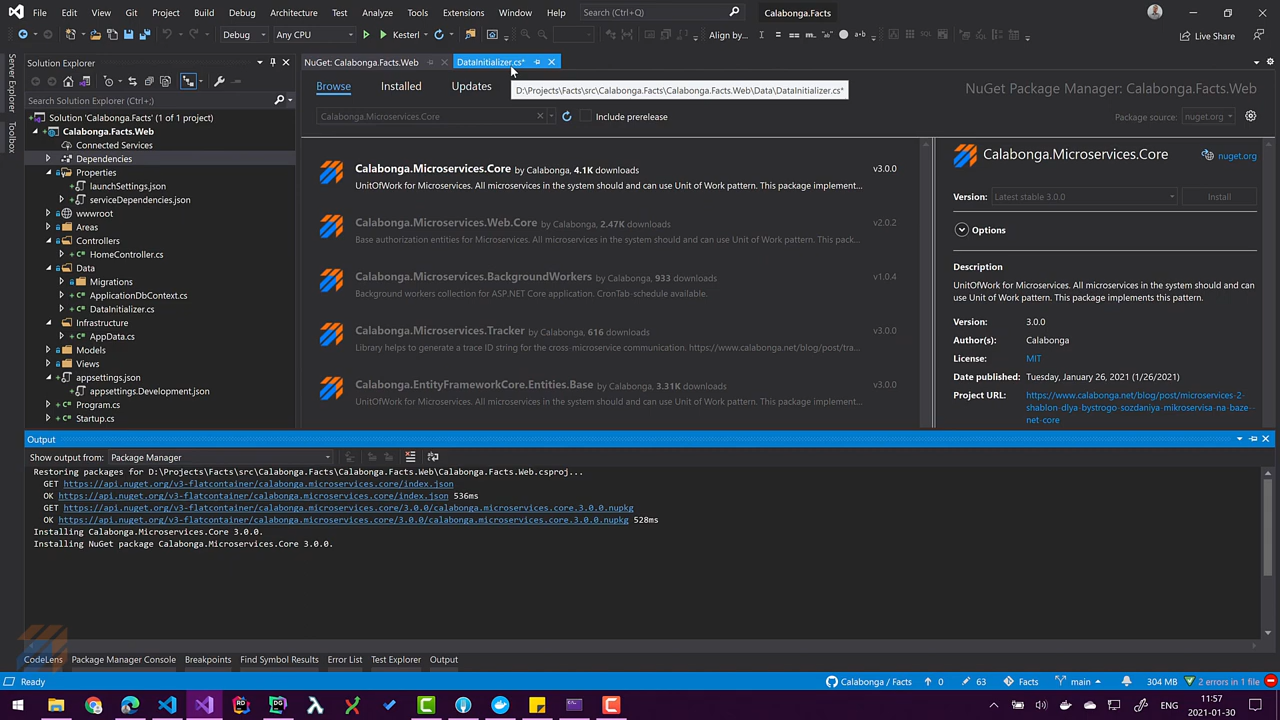 File Edit View Git Project Build Debug Architecture Test Analyze Tools Extensions Window Help Search (Ctrl+Q) Calabonga.Facts
Debug Any CPU Kestrel Align by... Live Share
Server Explorer
Toolbox
Solution Explorer
Search Solution Explorer (Ctrl+;)
Solution 'Calabonga.Facts' (1 of 1 project)
Calabonga.Facts.Web
Connected Services
Dependencies
Properties
launchSettings.json
serviceDependencies.json
wwwroot
Areas
Controllers
HomeController.cs
Data
Migrations
ApplicationDbContext.cs
DataInitializer.cs
Infrastructure
AppData.cs
Models
Views
appsettings.json
appsettings.Development.json
Program.cs
Startup.cs
NuGet: Calabonga.Facts.Web DataInitializer.cs*
Browse Installed Updates
D:\Projects\Facts\src\Calabonga.Facts\Calabonga.Facts.Web\Data\DataInitializer.cs*
NuGet Package Manager: Calabonga.Facts.Web
Calabonga.Microservices.Core Include prerelease Package source: nuget.org
Calabonga.Microservices.Core by Calabonga, 4.1K downloads v3.0.0
UnitOfWork for Microservices. All microservices in the system should and can use Unit of Work pattern. This package implement...
Calabonga.Microservices.Web.Core by Calabonga, 2.47K downloads v2.0.2
Base authorization entities for Microservices. All microservices in the system should and can use Unit of Work pattern. This pack...
Calabonga.Microservices.BackgroundWorkers by Calabonga, 933 downloads v1.0.4
Background workers collection for ASP.NET Core application. CronTab-schedule available.
Calabonga.Microservices.Tracker by Calabonga, 616 downloads v3.0.0
Library helps to generate a trace ID string for the cross-microservice communication. https://www.calabonga.net/blog/post/tra...
Calabonga.EntityFrameworkCore.Entities.Base by Calabonga, 3.31K downloads v3.0.0
UnitOfWork for Microservices. All microservices in the system should and can use Unit of Work pattern. This package implement...
Calabonga.Microservices.Core nuget.org
Version: Latest stable 3.0.0 Install
Options
Description
UnitOfWork for Microservices. All microservices in the system should and can use Unit of Work pattern. This package implements this pattern.
Version: 3.0.0
Author(s): Calabonga
License: MIT
Date published: Tuesday, January 26, 2021 (1/26/2021)
Project URL: https://www.calabonga.net/blog/post/microservices-2-
shablon-dlya-bystrogo-sozdaniya-mikroservisa-na-baze-
net-core
Output
Show output from: Package Manager
Restoring packages for D:\Projects\Facts\src\Calabonga.Facts\Calabonga.Facts.Web\Calabonga.Facts.Web.csproj...
GET https://api.nuget.org/v3-flatcontainer/calabonga.microservices.core/index.json
OK https://api.nuget.org/v3-flatcontainer/calabonga.microservices.core/index.json 536ms
GET https://api.nuget.org/v3-flatcontainer/calabonga.microservices.core/3.0.0/calabonga.microservices.core.3.0.0.nupkg
OK https://api.nuget.org/v3-flatcontainer/calabonga.microservices.core/3.0.0/calabonga.microservices.core.3.0.0.nupkg 528ms
Installing Calabonga.Microservices.Core 3.0.0.
Installing NuGet package Calabonga.Microservices.Core 3.0.0.
CodeLens Package Manager Console Breakpoints Find Symbol Results Error List Test Explorer Output
Ready Calabonga / Facts 0 63 Facts main 304 MB 2 errors in 1 file
ENG 11:57
2021-01-30